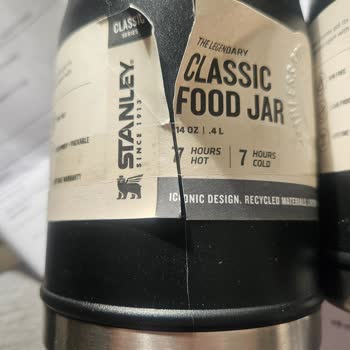 CLASSIC
SERIES
STANLEY
SINCE 1913
THE LEGENDARY
CLASSIC
FOOD JAR
14 OZ | .4 L
7 HOURS HOT | 7 HOURS COLD
ICONIC DESIGN. RECYCLED MATERIALS.
WARRANTY